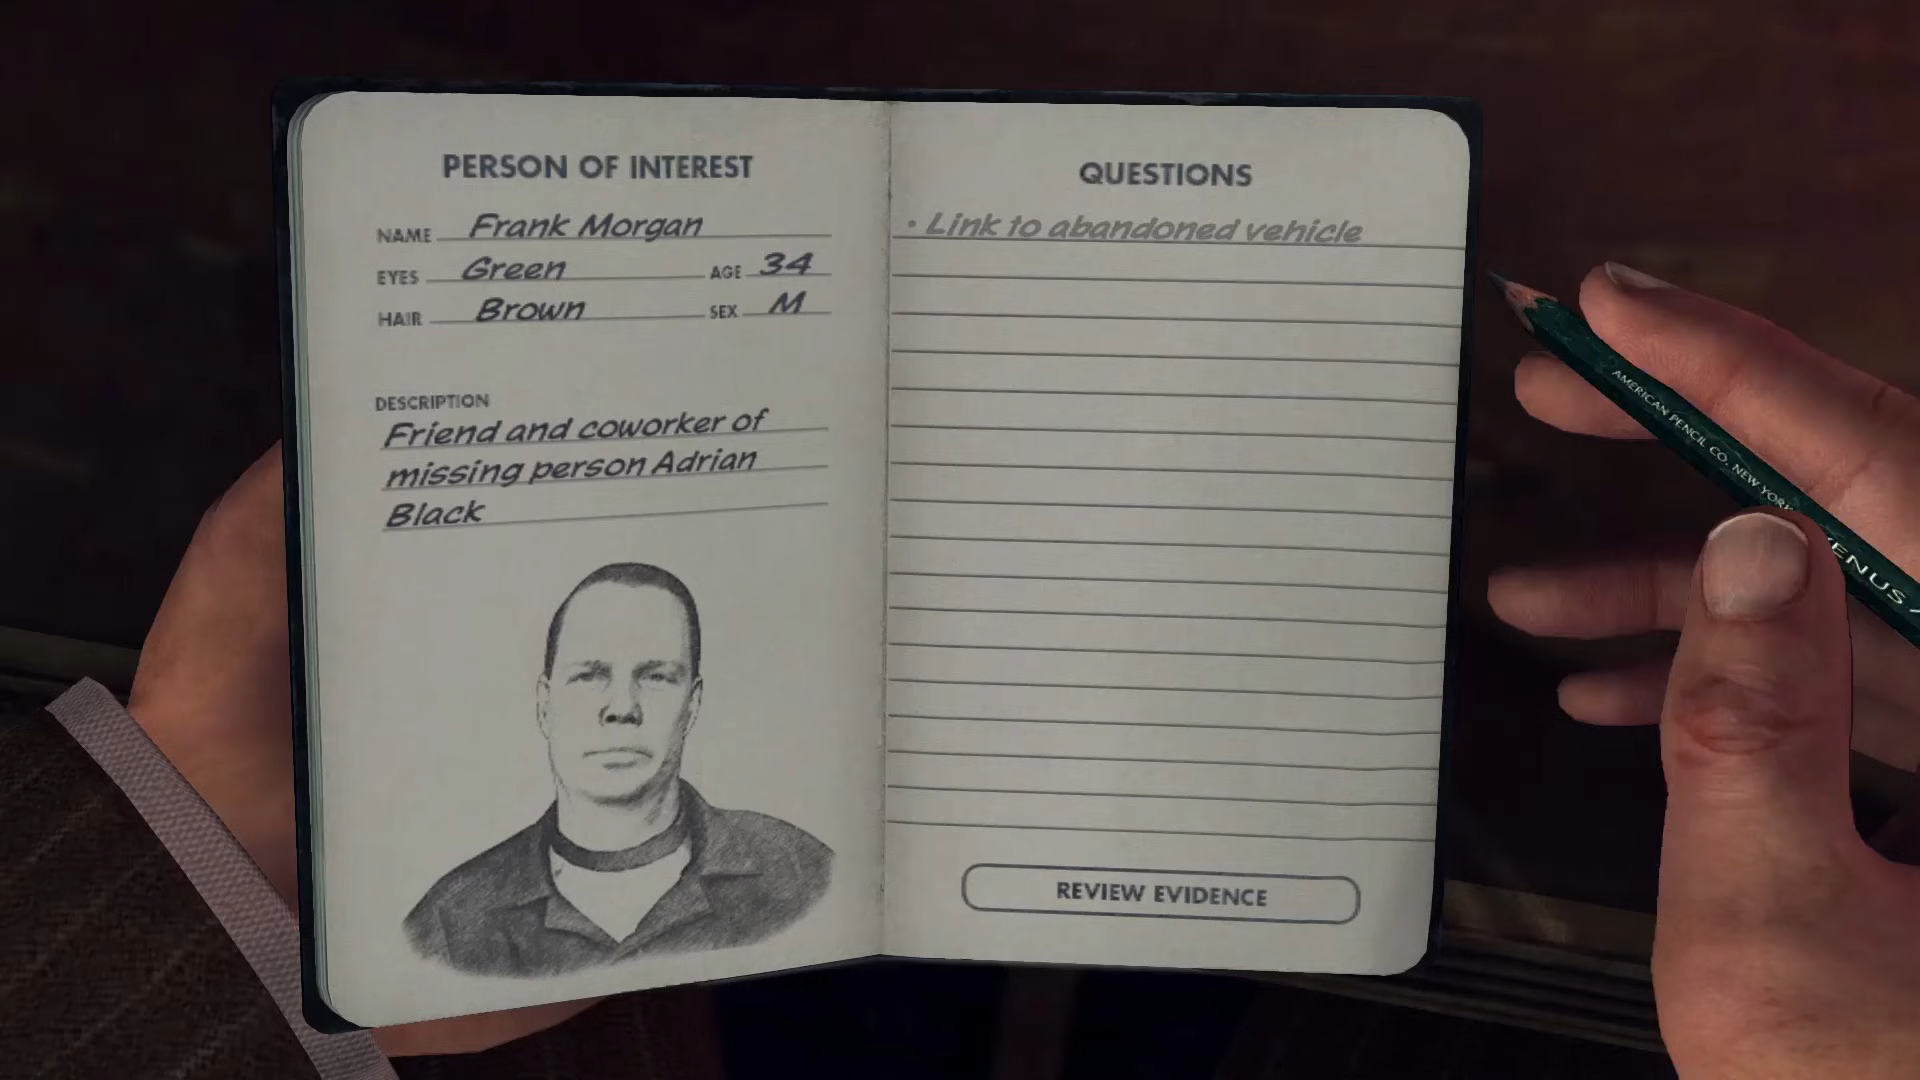 PERSON OF INTEREST
NAME Frank Morgan
EYES Green AGE 34
HAIR Brown SEX M
DESCRIPTION
Friend and coworker of
missing person Adrian
Black
QUESTIONS
• Link to abandoned vehicle
REVIEW EVIDENCE
AMERICAN PENCIL CO. NEW YORK